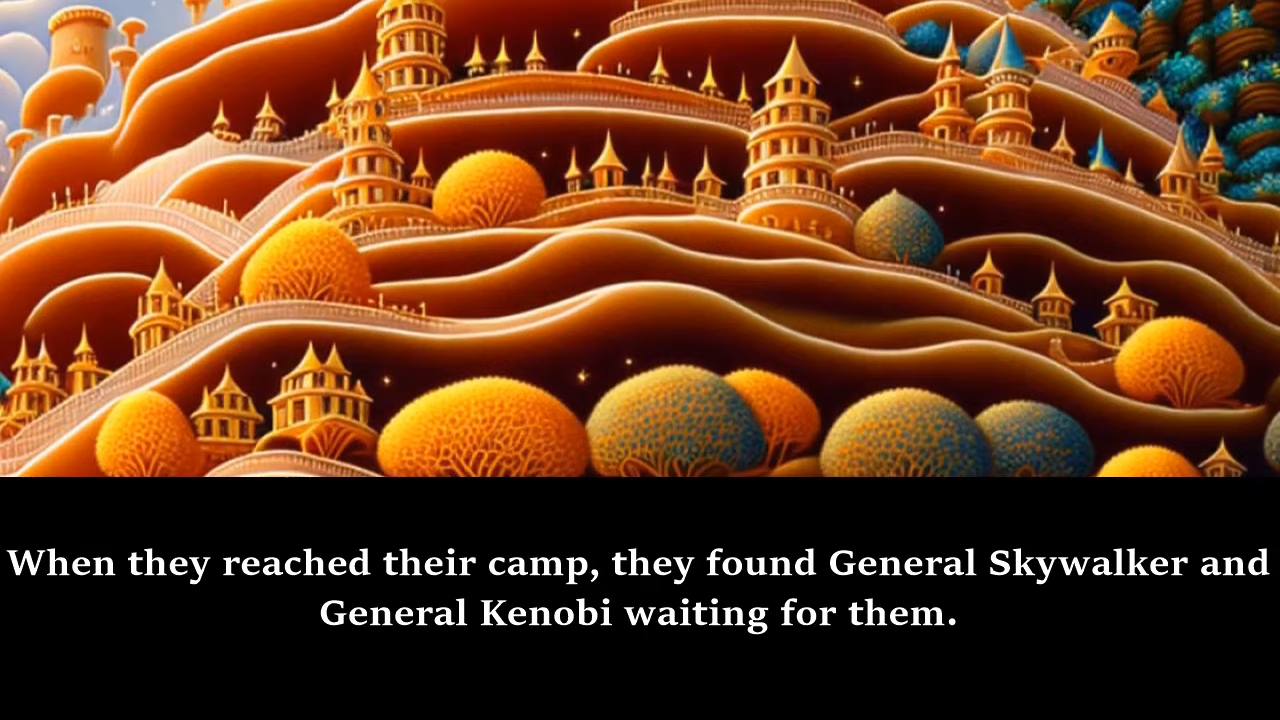 When they reached their camp, they found General Skywalker and
General Kenobi waiting for them.